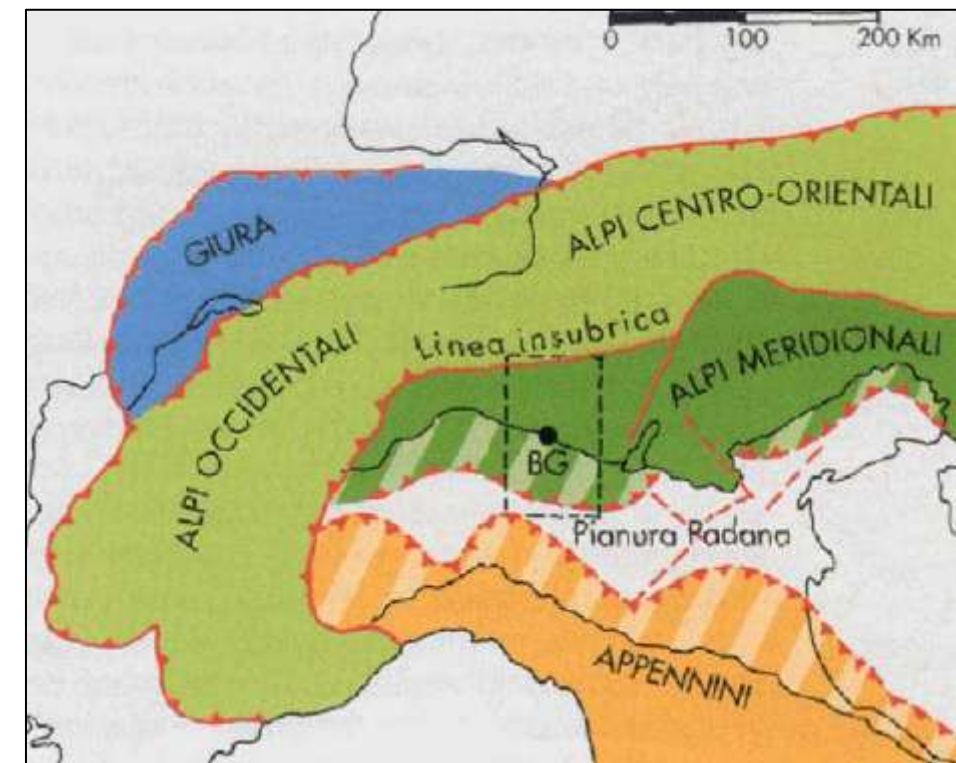 0 100 200 Km
GIURA
ALPI CENTRO-ORIENTALI
Linea insubrica
ALPI OCCIDENTALI
ALPI MERIDIONALI
BG
Pianura Padana
APPENNINI